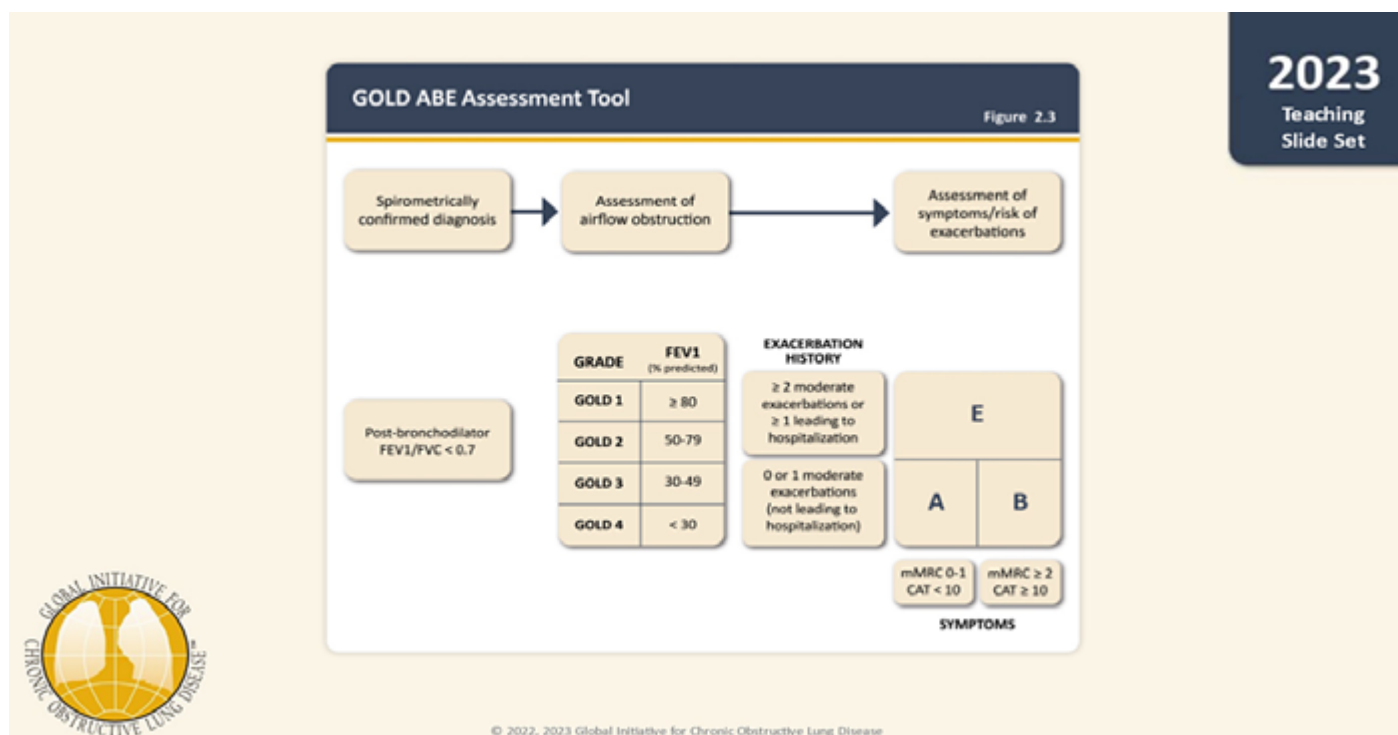 2023
Teaching
Slide Set
GOLD ABE Assessment Tool
Figure 2.3
Spirometrically
confirmed diagnosis
Assessment of
airflow obstruction
Assessment of
symptoms/risk of
exacerbations
Post-bronchodilator
FEV1/FVC < 0.7
GRADE
FEV1
(% predicted)
GOLD 1
≥ 80
GOLD 2
50-79
GOLD 3
30-49
GOLD 4
< 30
EXACERBATION
HISTORY
≥ 2 moderate
exacerbations or
≥ 1 leading to
hospitalization
0 or 1 moderate
exacerbations
(not leading to
hospitalization)
E
A
B
mMRC 0-1
CAT < 10
mMRC ≥ 2
CAT ≥ 10
SYMPTOMS
GLOBAL INITIATIVE FOR
CHRONIC OBSTRUCTIVE LUNG DISEASE
© 2022, 2023 Global Initiative for Chronic Obstructive Lung Disease